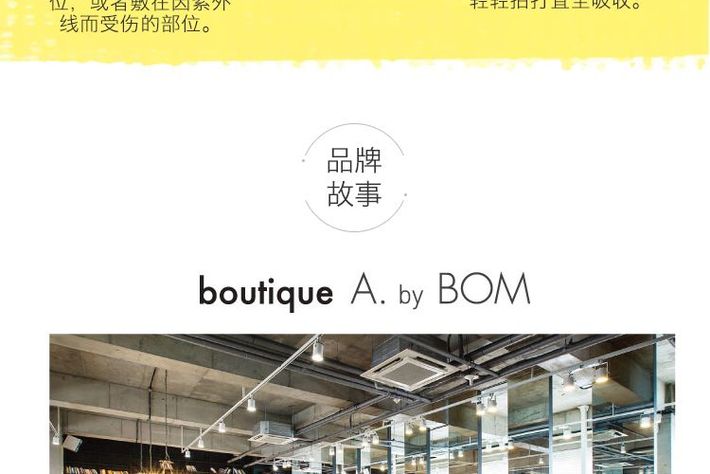 位，或者敷在因紫外
线而受伤的部位。
轻轻拍打直至吸收。
品牌
故事
boutique A. by BOM